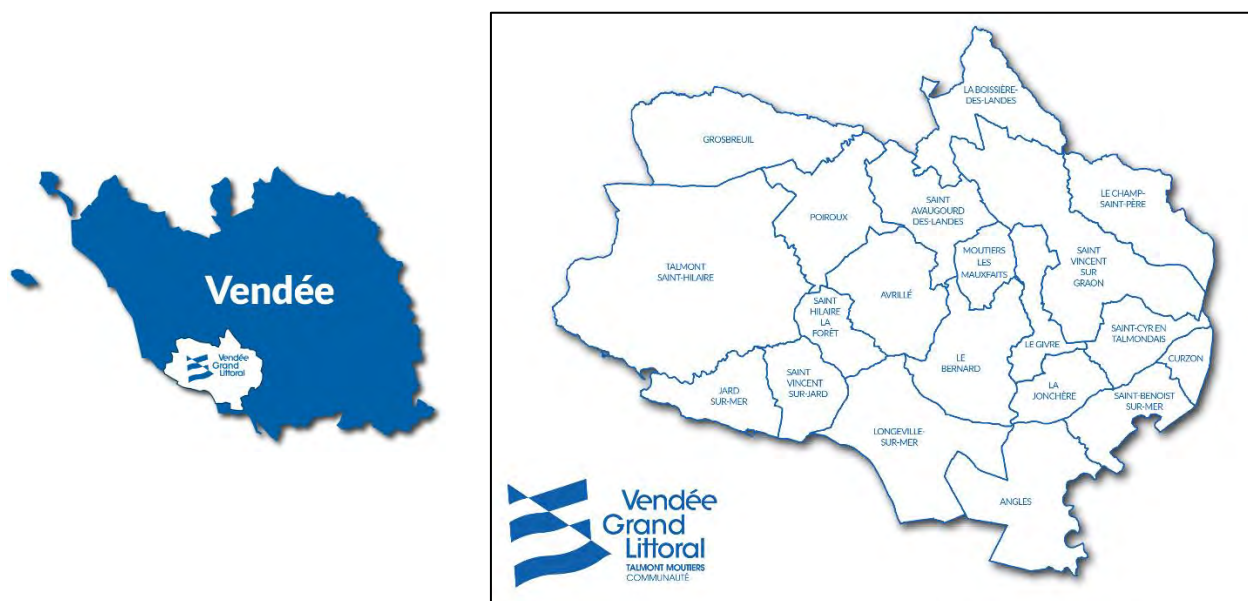 Vendée
Vendée
Grand
Littoral
LA BOISSIÈRE-
DES-LANDES
GROSBREUIL
LE CHAMP-
SAINT-PÈRE
POIROUX
SAINT
AVAUGOURD
DES-LANDES
TALMONT
SAINT-HILAIRE
MOUTIERS
LES
MAUXFAITS
SAINT
VINCENT
SUR
GRAON
AVRILLÉ
SAINT
HILAIRE
LA
FORÊT
SAINT-CYR EN
TALMONDAIS
LE GIVRE
CURZON
LE
BERNARD
JARD
SUR-MER
SAINT
VINCENT
SUR-JARD
LA
JONCHÈRE
SAINT-BENOIST
SUR-MER
LONGEVILLE-
SUR-MER
ANGLES
Vendée
Grand
Littoral
TALMONT MOUTIERS
COMMUNAUTÉ